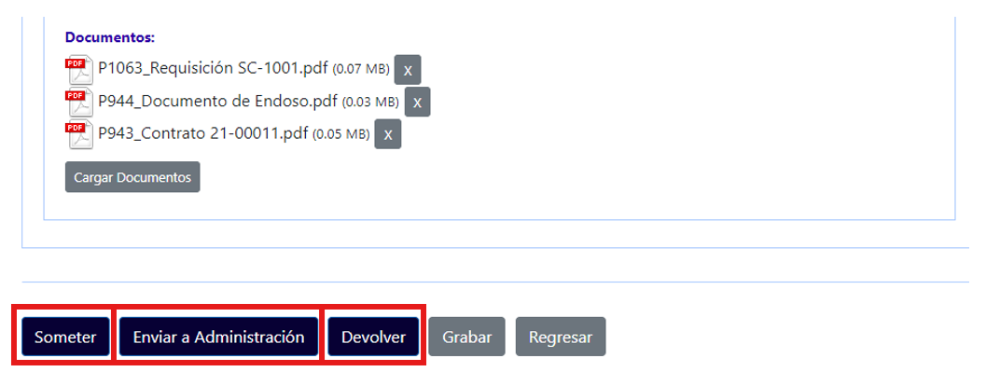 Documentos:
PDF P1063_Requisición SC-1001.pdf (0.07 MB) x
PDF P944_Documento de Endoso.pdf (0.03 MB) x
PDF P943_Contrato 21-00011.pdf (0.05 MB) x
Cargar Documentos
Someter Enviar a Administración Devolver Grabar Regresar